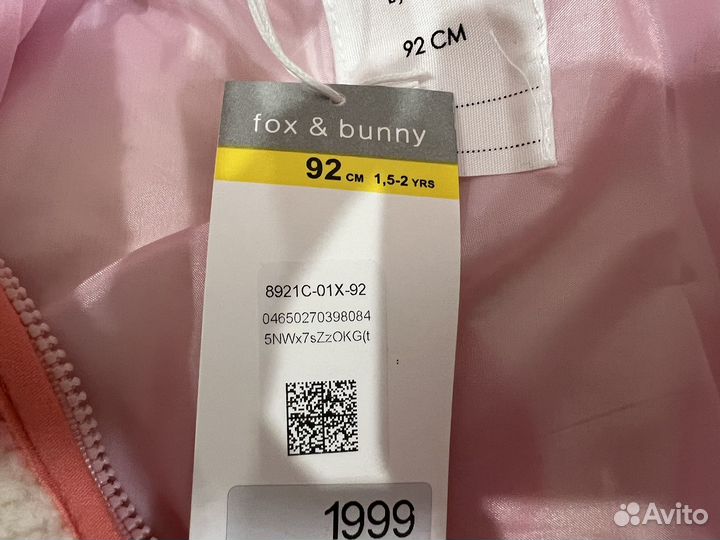 92 CM
fox & bunny
92 CM 1,5-2 YRS
8921C-01X-92
04650270398084
5NWx7sZzOKG(t
1999
Avito